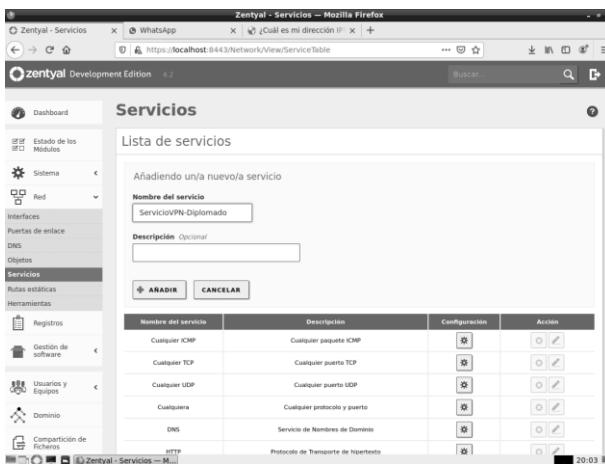 Zentyal - Servicios — Mozilla Firefox
Zentyal - Servicios
WhatsApp
¿Cuál es mi dirección IP
https://localhost:8443/Network/View/ServiceTable
zentyal Development Edition 6.2
Buscar...
Dashboard
Estado de los
Módulos
Sistema
Red
Interfaces
Puertas de enlace
DNS
Objetos
Servicios
Rutas estáticas
Herramientas
Registros
Gestión de
software
Usuarios y
Equipos
Dominio
Compartición de
Ficheros
Servicios
Lista de servicios
Añadiendo un/a nuevo/a servicio
Nombre del servicio
ServicioVPN-Diplomado
Descripción Opcional
AÑADIR CANCELAR
Nombre del servicio Descripción Configuración Acción
Cualquier ICMP Cualquier paquete ICMP
Cualquier TCP Cualquier puerto TCP
Cualquier UDP Cualquier puerto UDP
Cualquiera Cualquier protocolo y puerto
DNS Servicio de Nombres de Dominio
HTTP Protocolo de Transporte de hipertexto
Zentyal - Servicios — M...
20:03